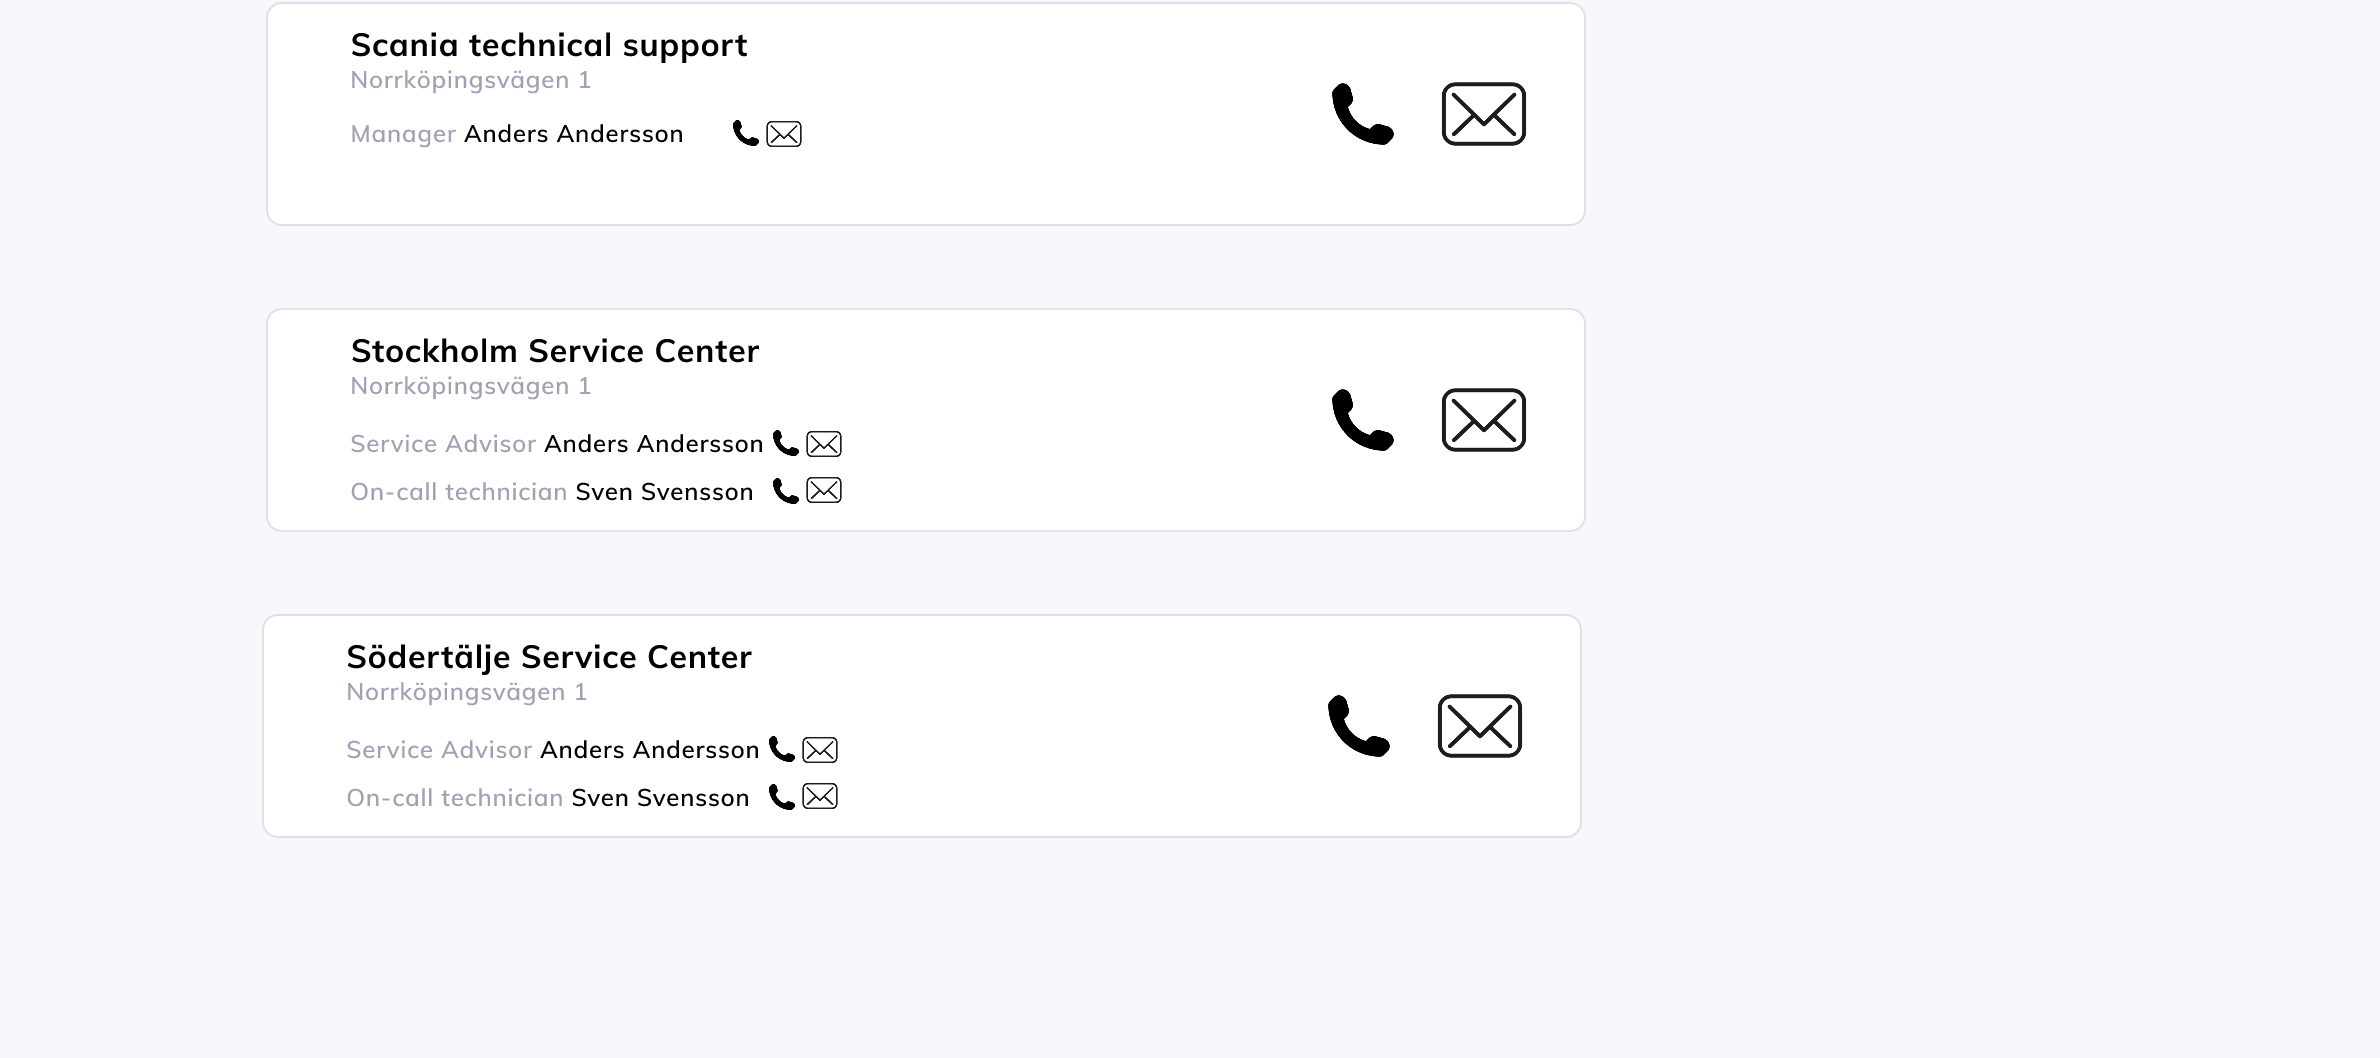 Scania technical support
Norrköpingsvägen 1
Manager Anders Andersson
Stockholm Service Center
Norrköpingsvägen 1
Service Advisor Anders Andersson
On-call technician Sven Svensson
Södertälje Service Center
Norrköpingsvägen 1
Service Advisor Anders Andersson
On-call technician Sven Svensson